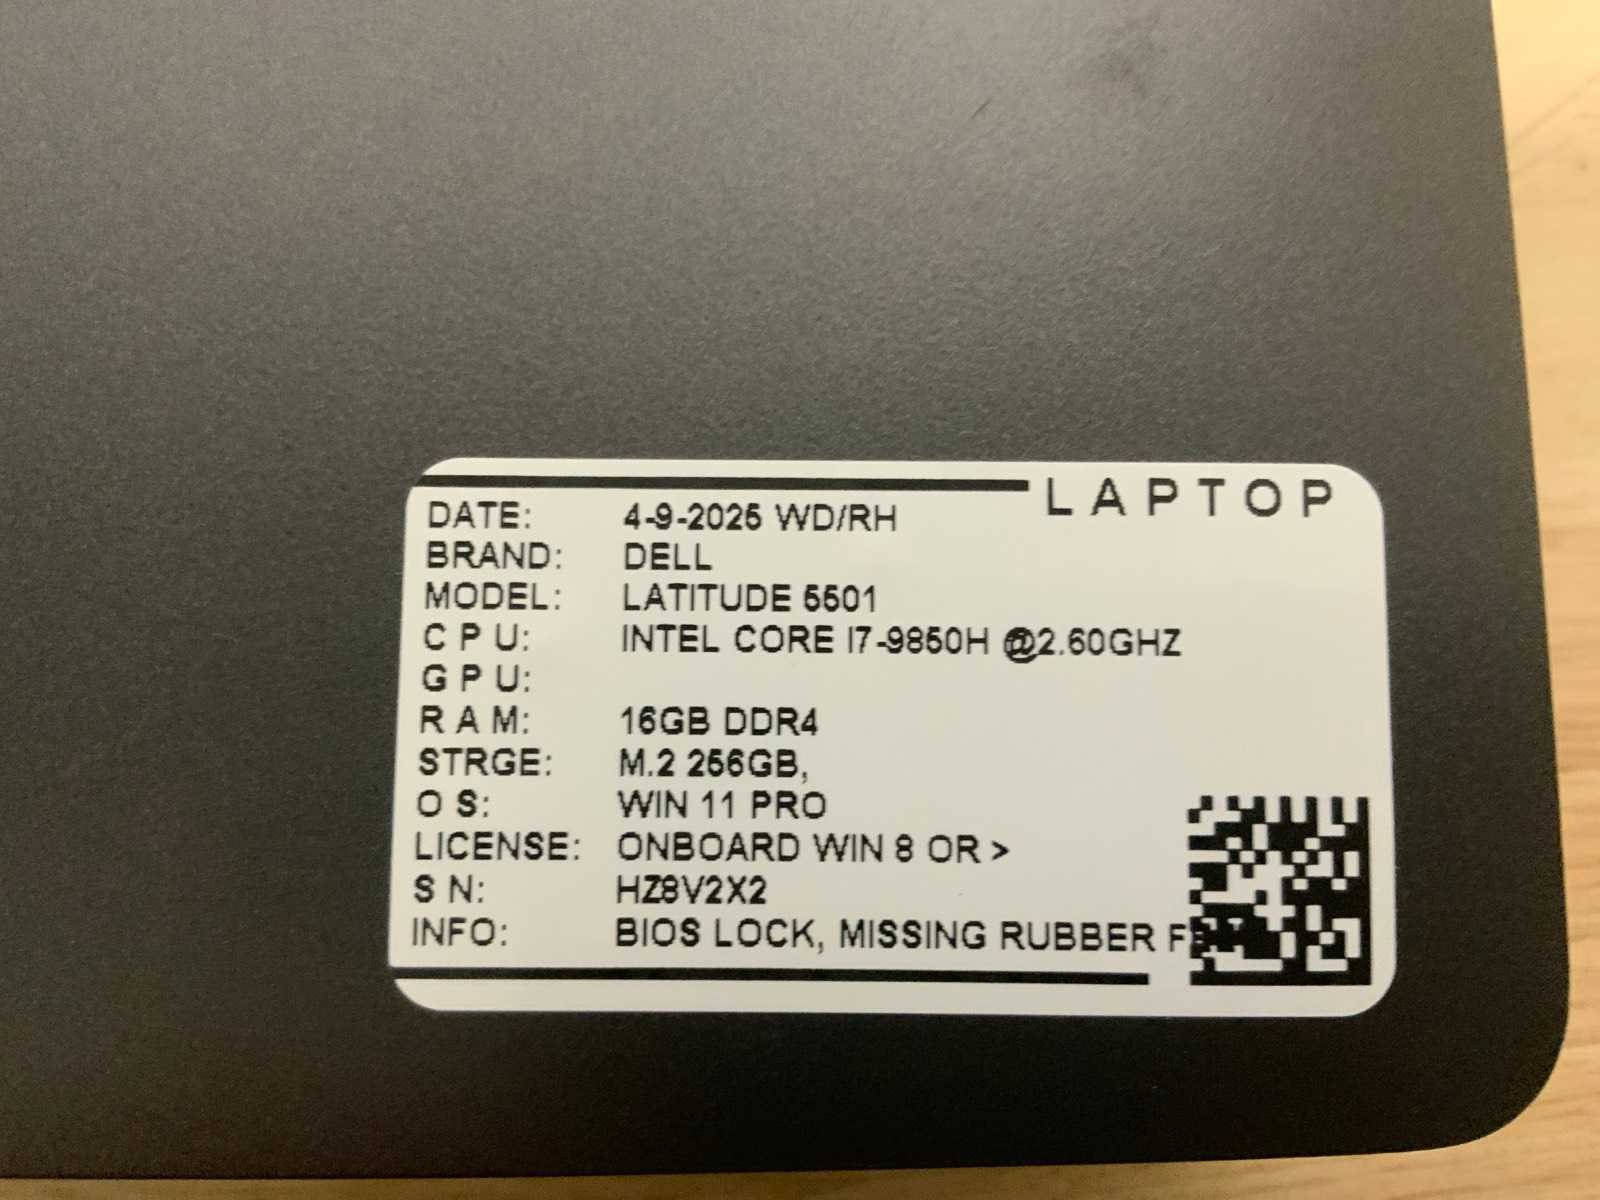 LAPTOP
DATE: 4-9-2025 WD/RH
BRAND: DELL
MODEL: LATITUDE 5501
CPU: INTEL CORE I7-9850H @2.60GHZ
GPU:
RAM: 16GB DDR4
STRGE: M.2 256GB,
OS: WIN 11 PRO
LICENSE: ONBOARD WIN 8 OR >
SN: HZ8V2X2
INFO: BIOS LOCK, MISSING RUBBER